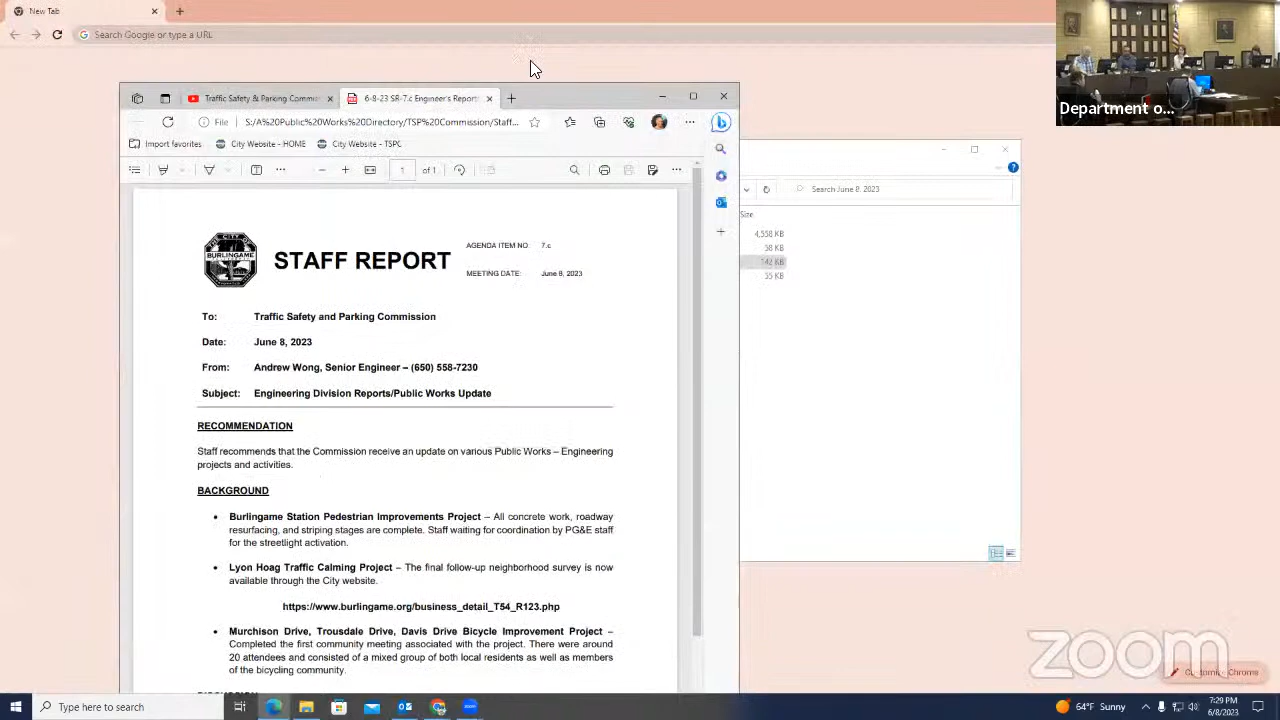 New Tab
Search Google or type a URL
Department o...
Traffic Safety & Parking Commis
6-8-23 SR-7.c Engineer's Report
File
S:/A%20Public%20Works%20Directory/TSP%20Commission/Staff...
Import favorites
City Website - HOME
City Website - TSPC
1 of 1
Search June 8, 2023
Size
4,558 KB
58 KB
142 KB
55 KB
CITY OF
BURLINGAME
STAFF REPORT
AGENDA ITEM NO: 7.c
MEETING DATE: June 8, 2023
To: Traffic Safety and Parking Commission
Date: June 8, 2023
From: Andrew Wong, Senior Engineer – (650) 558-7230
Subject: Engineering Division Reports/Public Works Update
RECOMMENDATION
Staff recommends that the Commission receive an update on various Public Works – Engineering
projects and activities.
BACKGROUND
• Burlingame Station Pedestrian Improvements Project – All concrete work, roadway
resurfacing, and striping stages are complete. Staff waiting for coordination by PG&E staff
for the streetlight activation.
• Lyon Hoag Traffic Calming Project – The final follow-up neighborhood survey is now
available through the City website.
https://www.burlingame.org/business_detail_T54_R123.php
• Murchison Drive, Trousdale Drive, Davis Drive Bicycle Improvement Project –
Completed the first community meeting associated with the project. There were around
20 attendees and consisted of a mixed group of both local residents as well as members
of the bicycling community.
DISCUSSION
zoom
Customize Chrome
Type here to search
64°F Sunny
7:29 PM
6/8/2023